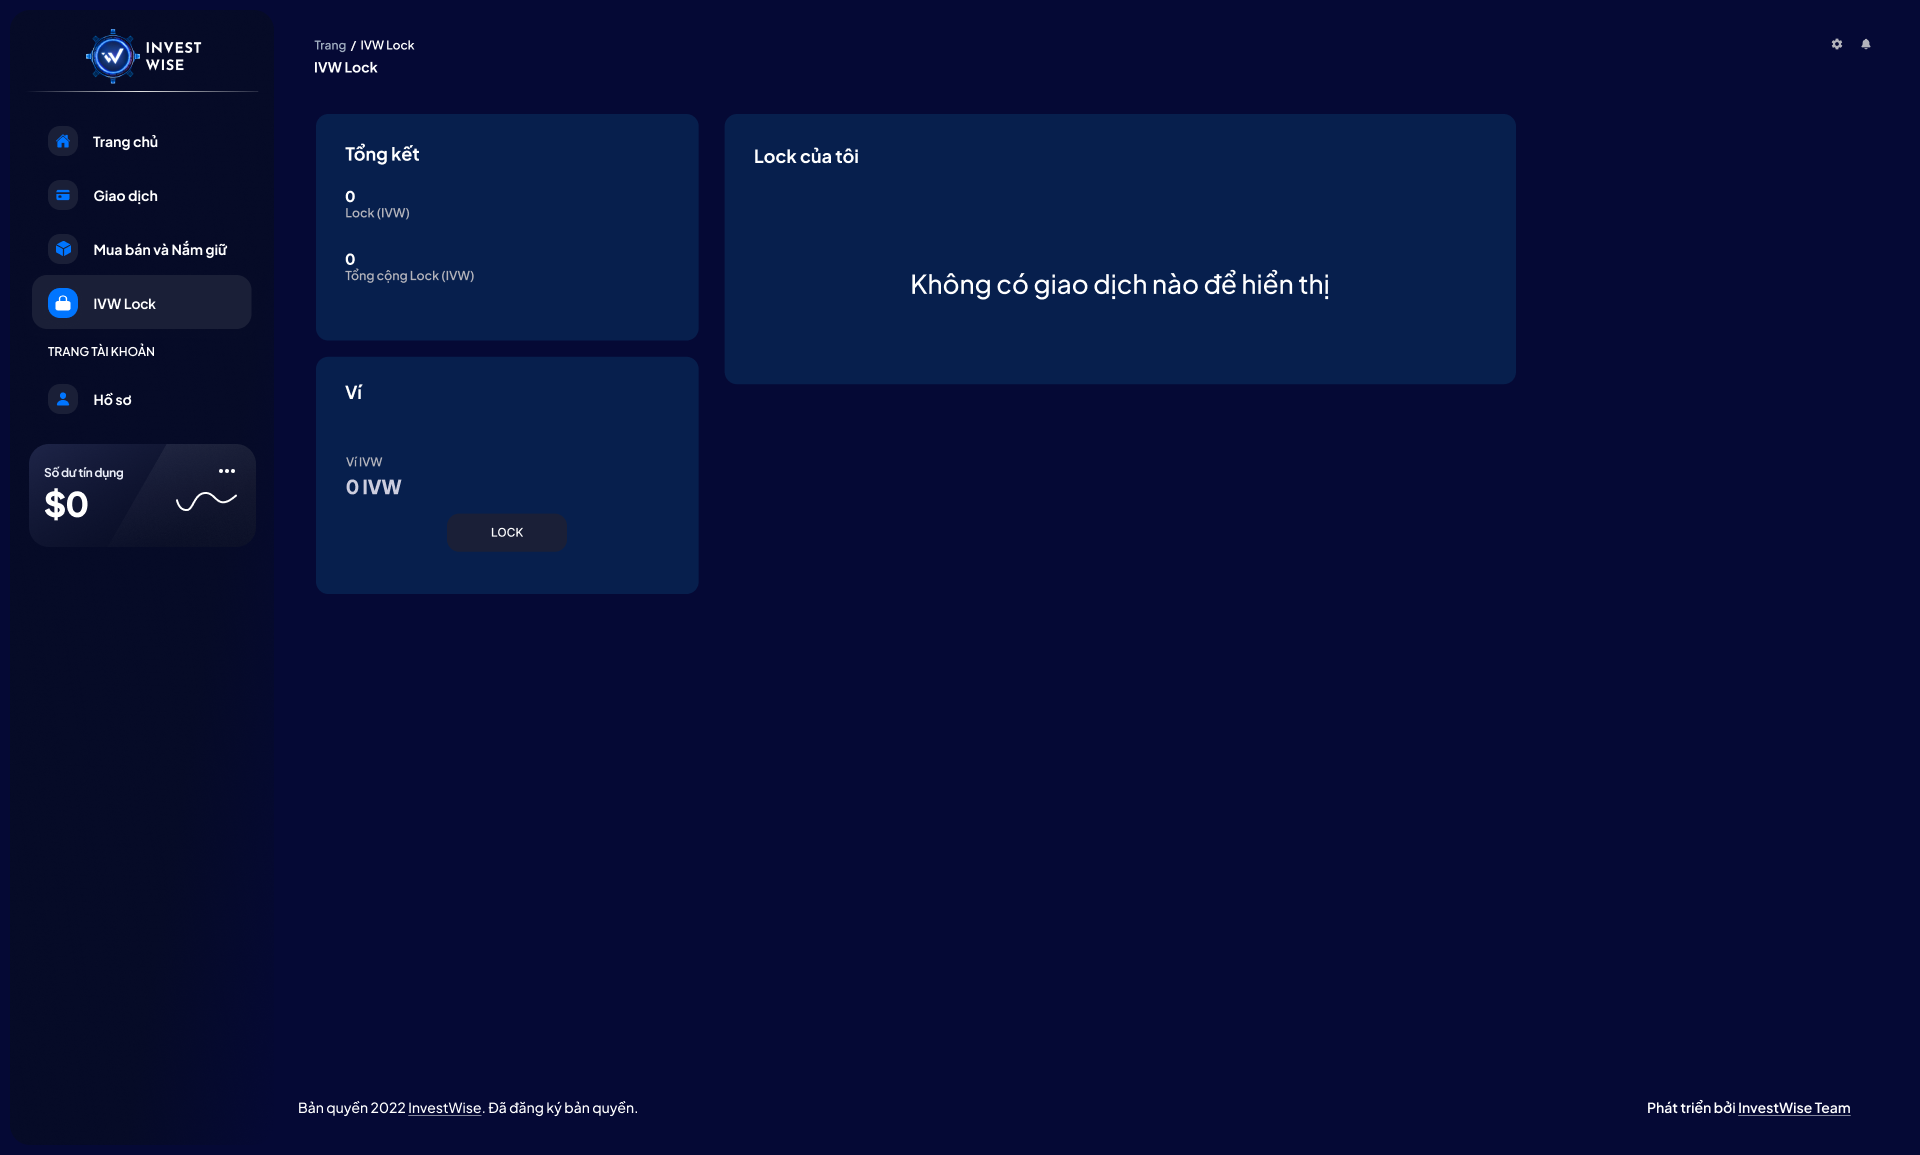 INVEST
WISE
Trang chủ
Giao dịch
Mua bán và Nắm giữ
IVW Lock
TRANG TÀI KHOẢN
Hồ sơ
Số dư tín dụng
$0
Trang / IVW Lock
IVW Lock
Tổng kết
0
Lock (IVW)
0
Tổng cộng Lock (IVW)
Ví
Ví IVW
0 IVW
LOCK
Lock của tôi
Không có giao dịch nào để hiển thị
Bản quyền 2022 InvestWise. Đã đăng ký bản quyền.
Phát triển bởi InvestWise Team